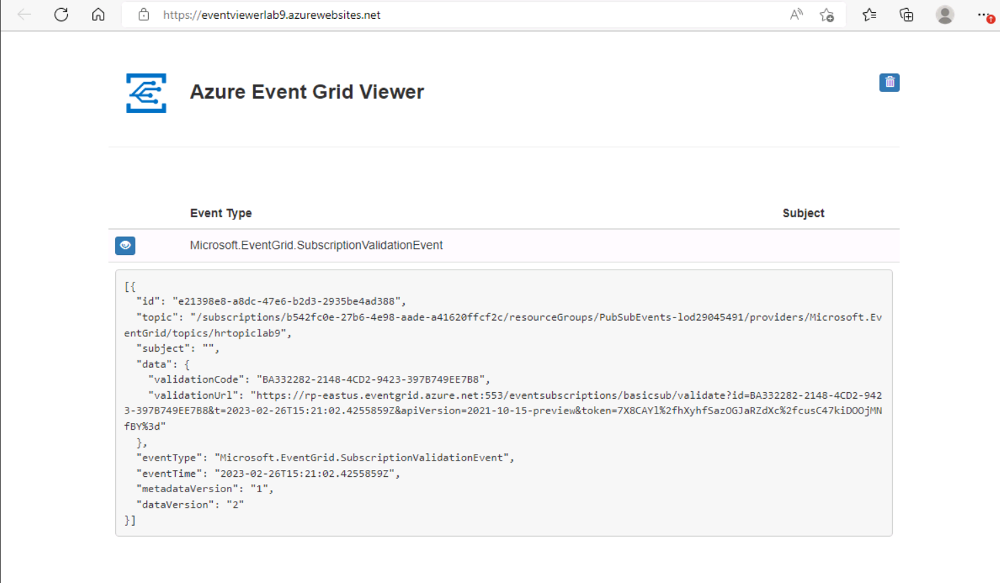 https://eventviewerlab9.azurewebsites.net
Azure Event Grid Viewer
Event Type Subject
Microsoft.EventGrid.SubscriptionValidationEvent
[{
"id": "e21398e8-a8dc-47e6-b2d3-2935be4ad388",
"topic": "/subscriptions/b542fc0e-27b6-4e98-aade-a41620ffcf2c/resourceGroups/PubSubEvents-lod29045491/providers/Microsoft.Ev
entGrid/topics/hrtopiclab9",
"subject": "",
"data": {
"validationCode": "BA332282-2148-4CD2-9423-397B749EE7B8",
"validationUrl": "https://rp-eastus.eventgrid.azure.net:553/eventsubscriptions/basicsub/validate?id=BA332282-2148-4CD2-942
3-397B749EE7B8&t=2023-02-26T15:21:02.4255859Z&apiVersion=2021-10-15-preview&token=7X8CAYl%2fhXyhfSazOGJaRZdXc%2fcusC47kiDOOjMN
fBY%3d"
},
"eventType": "Microsoft.EventGrid.SubscriptionValidationEvent",
"eventTime": "2023-02-26T15:21:02.4255859Z",
"metadataVersion": "1",
"dataVersion": "2"
}]